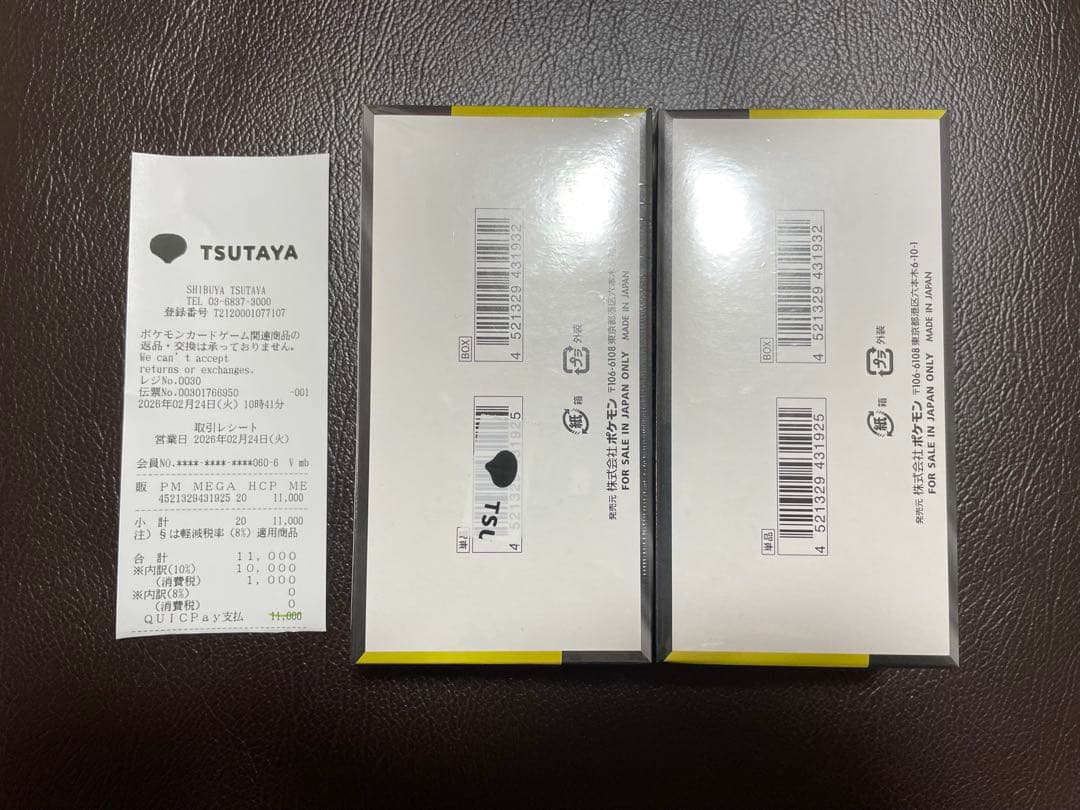 TSUTAYA
SHIBUYA TSUTAYA
TEL 03-6837-3000
登録番号 T2120001077107
ポケモンカードゲーム関連商品の
返品・交換は承っておりません。
We can't accept
returns or exchanges.
レジNo.0030
伝票No.00301766950 -001
2026年02月24日(火) 10時41分
取引レシート
営業日 2026年02月24日(火)
会員NO.****-****-****060-6 V mb
販 PM MEGA HCP ME
4521329431925 20 11,000
小 計 20 11,000
注) §は軽減税率(8%)適用商品
合 計 11,000
※内訳(10%) 10,000
(消費税) 1,000
※内訳(8%) 0
(消費税) 0
QUICPay支払 11,000
BOX
4 521329 431932
単品
4 31925
TSU
プラ 外装
紙 箱
発売元 株式会社ポケモン 〒106-6108 東京都港区六本木
FOR SALE IN JAPAN ONLY MADE IN JAPAN
BOX
4 521329 431932
単品
4 521329 431925
プラ 外装
紙 箱
発売元 株式会社ポケモン 〒106-6108 東京都港区六本木6-10-1
FOR SALE IN JAPAN ONLY MADE IN JAPAN